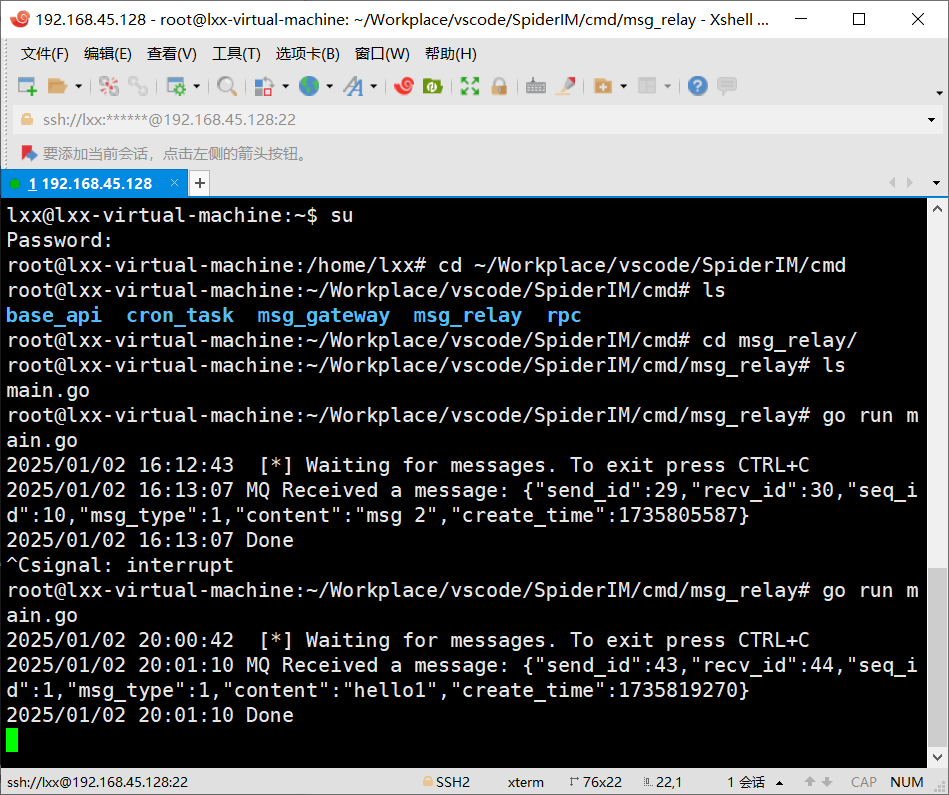 192.168.45.128 - root@lxx-virtual-machine: ~/Workplace/vscode/SpiderIM/cmd/msg_relay - Xshell ...
文件(F) 编辑(E) 查看(V) 工具(T) 选项卡(B) 窗口(W) 帮助(H)
ssh://lxx:******@192.168.45.128:22
要添加当前会话，点击左侧的箭头按钮。
1 192.168.45.128 × +
lxx@lxx-virtual-machine:~$ su
Password:
root@lxx-virtual-machine:/home/lxx# cd ~/Workplace/vscode/SpiderIM/cmd
root@lxx-virtual-machine:~/Workplace/vscode/SpiderIM/cmd# ls
base_api  cron_task  msg_gateway  msg_relay  rpc
root@lxx-virtual-machine:~/Workplace/vscode/SpiderIM/cmd# cd msg_relay/
root@lxx-virtual-machine:~/Workplace/vscode/SpiderIM/cmd/msg_relay# ls
main.go
root@lxx-virtual-machine:~/Workplace/vscode/SpiderIM/cmd/msg_relay# go run m
ain.go
2025/01/02 16:12:43  [*] Waiting for messages. To exit press CTRL+C
2025/01/02 16:13:07 MQ Received a message: {"send_id":29,"recv_id":30,"seq_i
d":10,"msg_type":1,"content":"msg 2","create_time":1735805587}
2025/01/02 16:13:07 Done
^Csignal: interrupt
root@lxx-virtual-machine:~/Workplace/vscode/SpiderIM/cmd/msg_relay# go run m
ain.go
2025/01/02 20:00:42  [*] Waiting for messages. To exit press CTRL+C
2025/01/02 20:01:10 MQ Received a message: {"send_id":43,"recv_id":44,"seq_i
d":1,"msg_type":1,"content":"hello1","create_time":1735819270}
2025/01/02 20:01:10 Done
ssh://lxx@192.168.45.128:22 SSH2 xterm 76x22 22,1 1 会话 CAP NUM